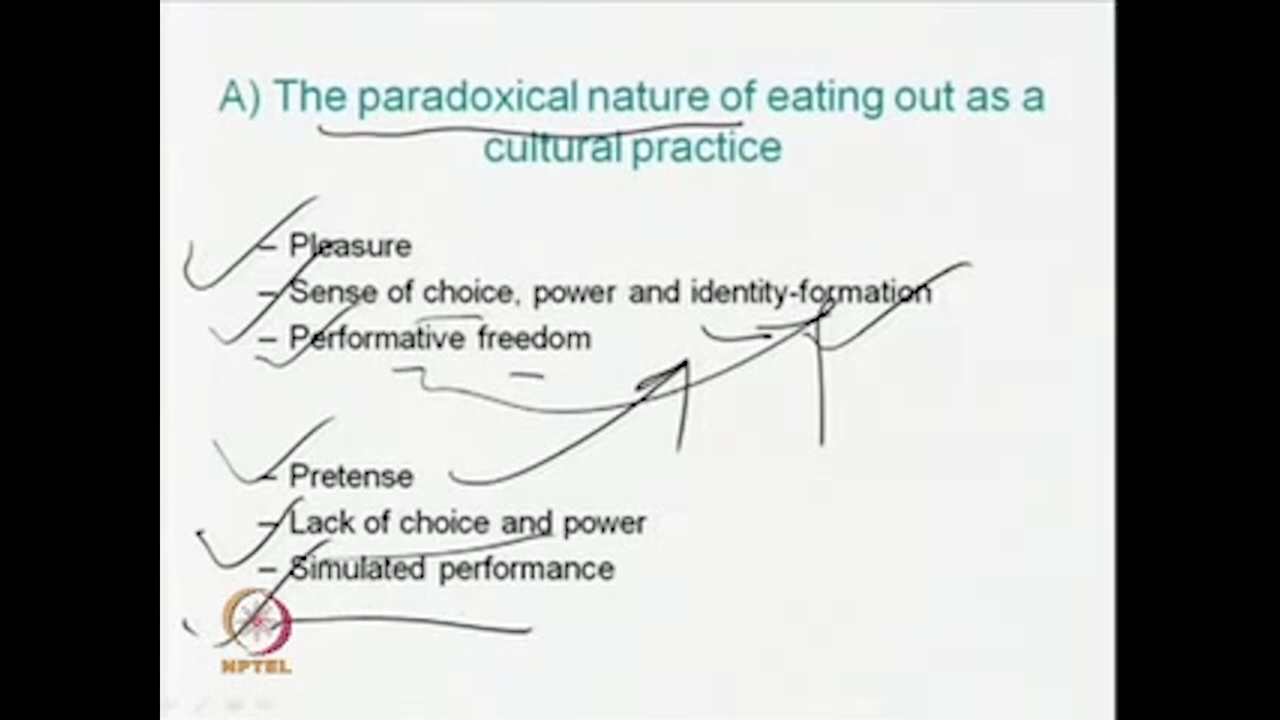 A) The paradoxical nature of eating out as a
cultural practice
– Pleasure
– Sense of choice, power and identity-formation
– Performative freedom
– Pretense
– Lack of choice and power
– Simulated performance
NPTEL